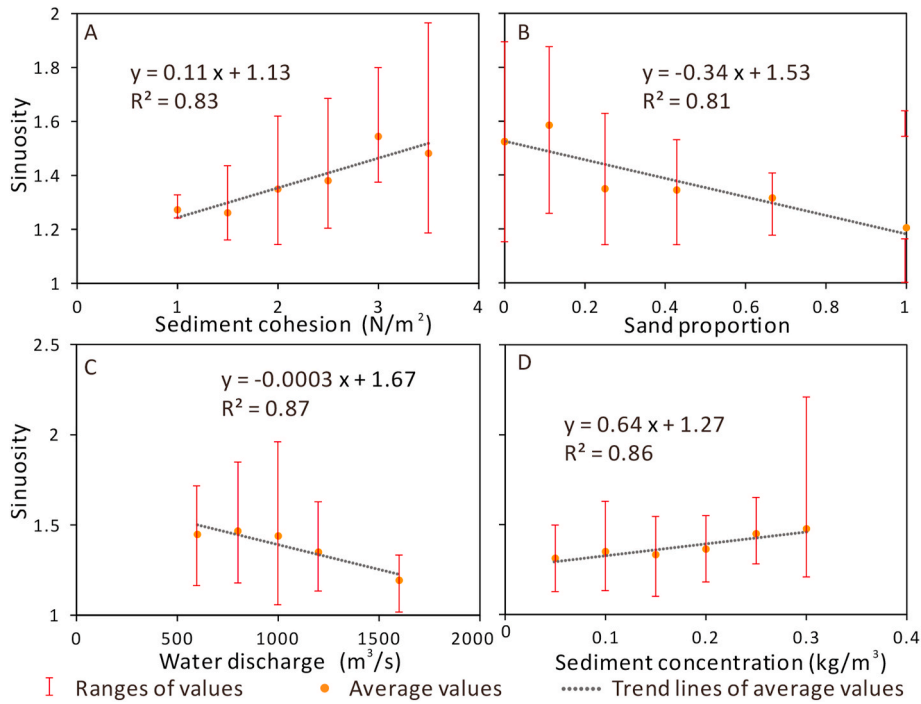 A
y = 0.11 x + 1.13
R² = 0.83
2
1.8
1.6
1.4
1.2
1
Sinuosity
0
1
2
3
4
Sediment cohesion (N/m²)
B
y = -0.34 x + 1.53
R² = 0.81
0
0.2
0.4
0.6
0.8
1
Sand proportion
C
y = -0.0003 x + 1.67
R² = 0.87
2.5
2
1.5
1
Sinuosity
0
500
1000
1500
2000
Water discharge (m³/s)
D
y = 0.64 x + 1.27
R² = 0.86
0
0.1
0.2
0.3
0.4
Sediment concentration (kg/m³)
Ranges of values
Average values
Trend lines of average values